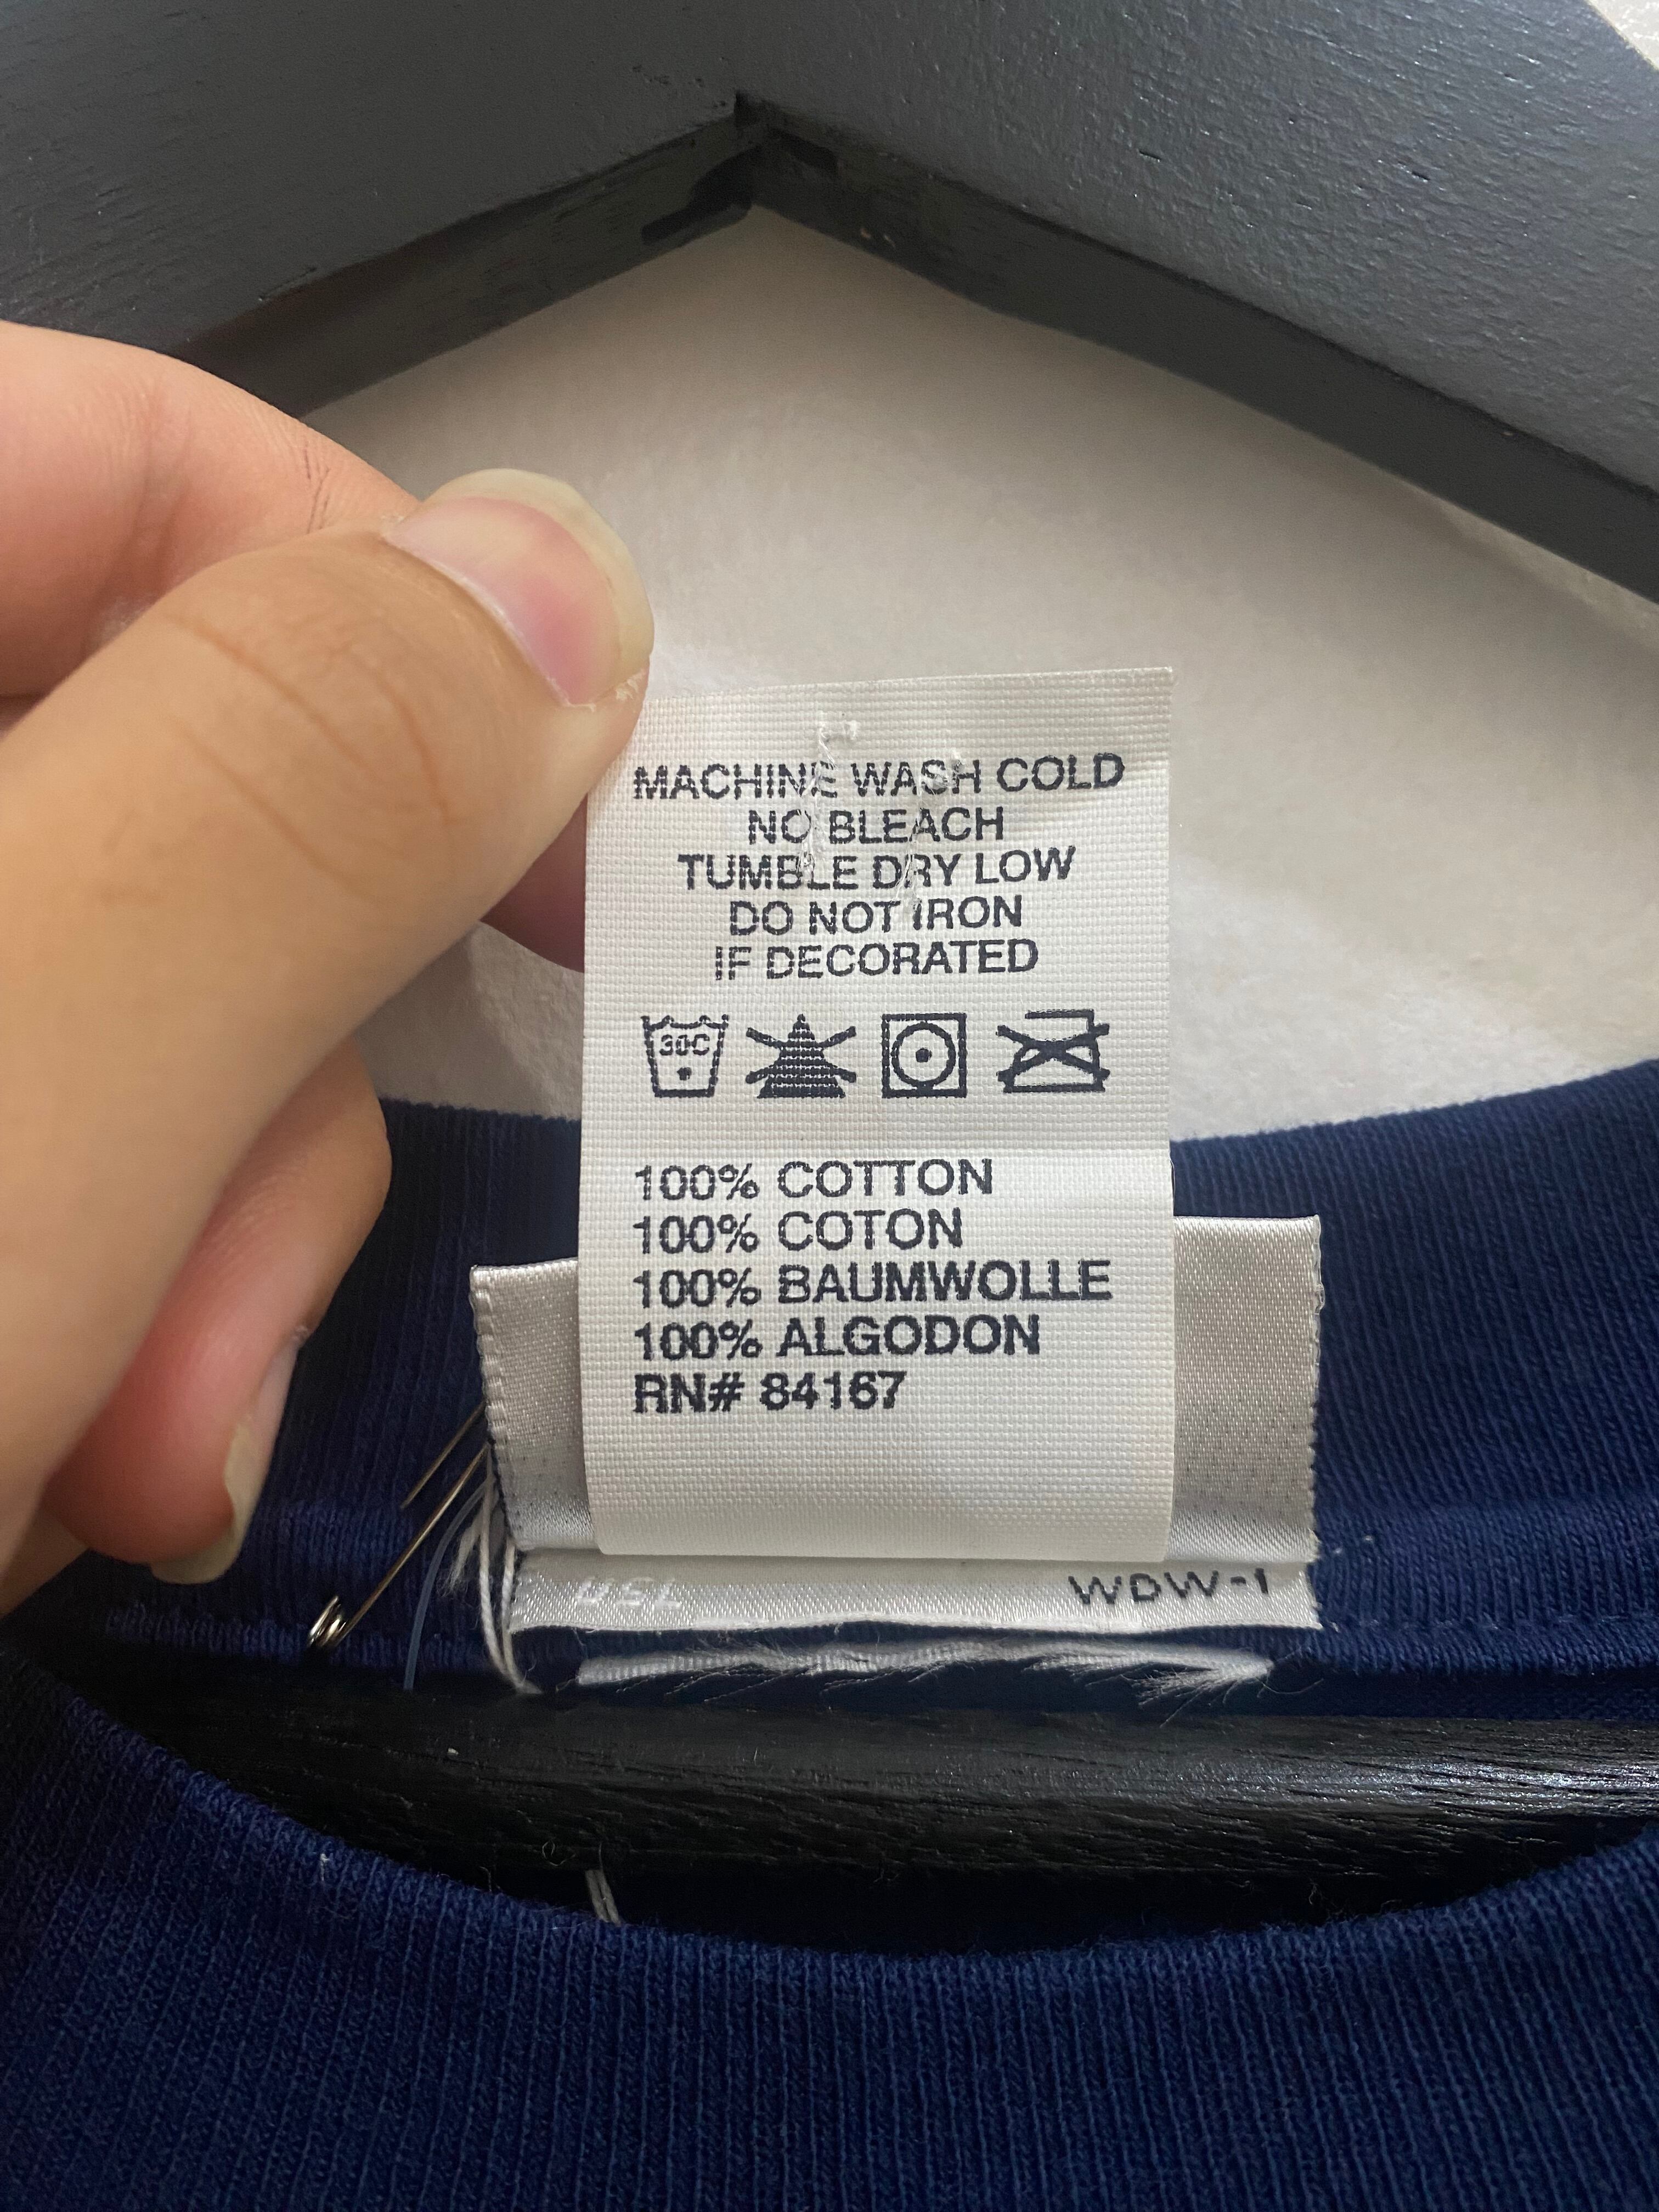 MACHINE WASH COLD
NO BLEACH
TUMBLE DRY LOW
DO NOT IRON
IF DECORATED
30C
100% COTTON
100% COTON
100% BAUMWOLLE
100% ALGODON
RN# 84167
WDW-1